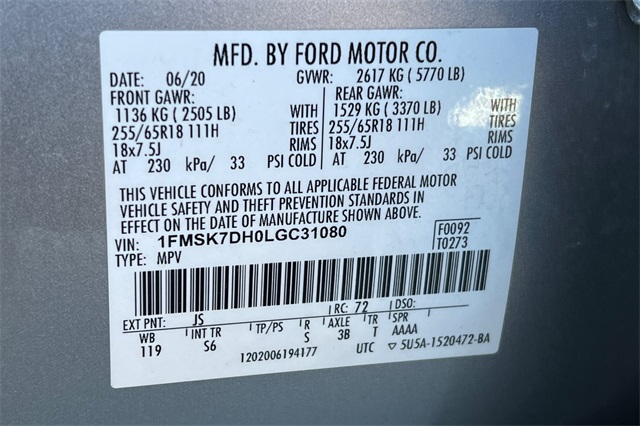 MFD. BY FORD MOTOR CO.
DATE: 06/20 GVWR: 2617 KG ( 5770 LB)
FRONT GAWR: REAR GAWR:
1136 KG ( 2505 LB) WITH 1529 KG ( 3370 LB) WITH
255/65R18 111H TIRES 255/65R18 111H TIRES
18x7.5J RIMS 18x7.5J RIMS
AT 230 kPa/ 33 PSI COLD AT 230 kPa/ 33 PSI COLD
THIS VEHICLE CONFORMS TO ALL APPLICABLE FEDERAL MOTOR
VEHICLE SAFETY AND THEFT PREVENTION STANDARDS IN
EFFECT ON THE DATE OF MANUFACTURE SHOWN ABOVE.
VIN: 1FMSK7DH0LGC31080 F0092
TYPE: MPV T0273
EXT PNT: JS RC: 72 DSO:
WB INT TR TP/PS R AXLE TR SPR
119 S6 S 3B T AAAA
1202006194177 UTC ▽ 5U5A-1520472-BA